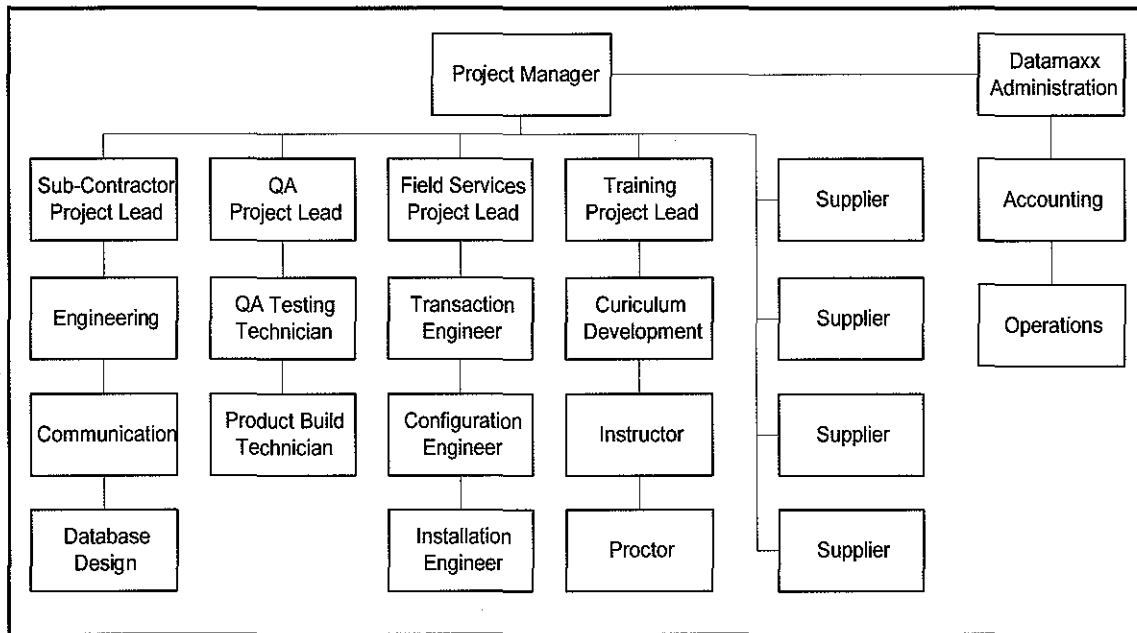 Project Manager
Datamaxx
Administration
Sub-Contractor
Project Lead
QA
Project Lead
Field Services
Project Lead
Training
Project Lead
Supplier
Accounting
Engineering
QA Testing
Technician
Transaction
Engineer
Curiculum
Development
Supplier
Operations
Communication
Product Build
Technician
Configuration
Engineer
Instructor
Supplier
Database
Design
Installation
Engineer
Proctor
Supplier